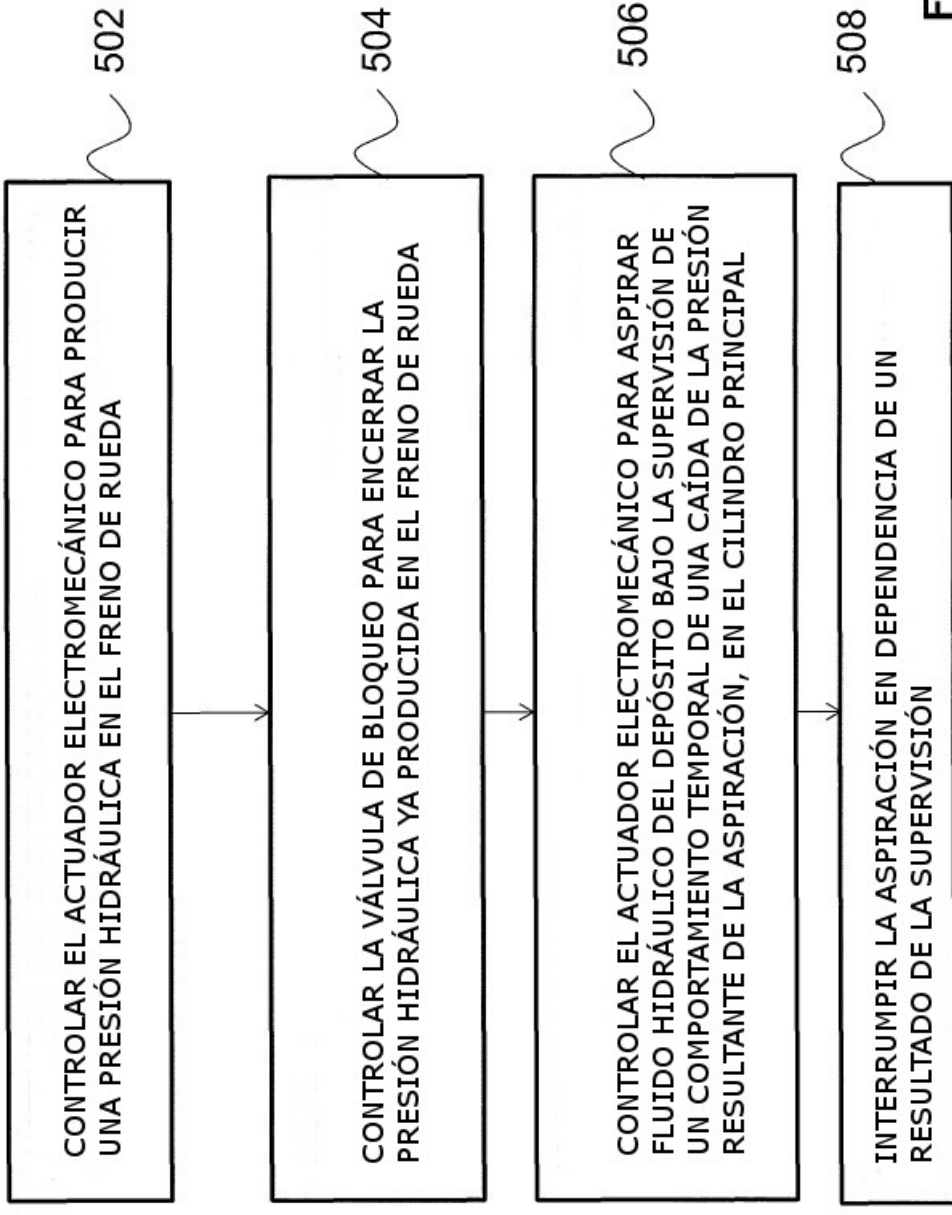 CONTROLAR EL ACTUADOR ELECTROMECÁNICO PARA PRODUCIR
UNA PRESIÓN HIDRÁULICA EN EL FRENO DE RUEDA
502
CONTROLAR LA VÁLVULA DE BLOQUEO PARA ENCERRAR LA
PRESIÓN HIDRÁULICA YA PRODUCIDA EN EL FRENO DE RUEDA
504
CONTROLAR EL ACTUADOR ELECTROMECÁNICO PARA ASPIRAR
FLUIDO HIDRÁULICO DEL DEPÓSITO BAJO LA SUPERVISIÓN DE
UN COMPORTAMIENTO TEMPORAL DE UNA CAÍDA DE LA PRESIÓN
RESULTANTE DE LA ASPIRACIÓN, EN EL CILINDRO PRINCIPAL
506
INTERRUMPIR LA ASPIRACIÓN EN DEPENDENCIA DE UN
RESULTADO DE LA SUPERVISIÓN
508